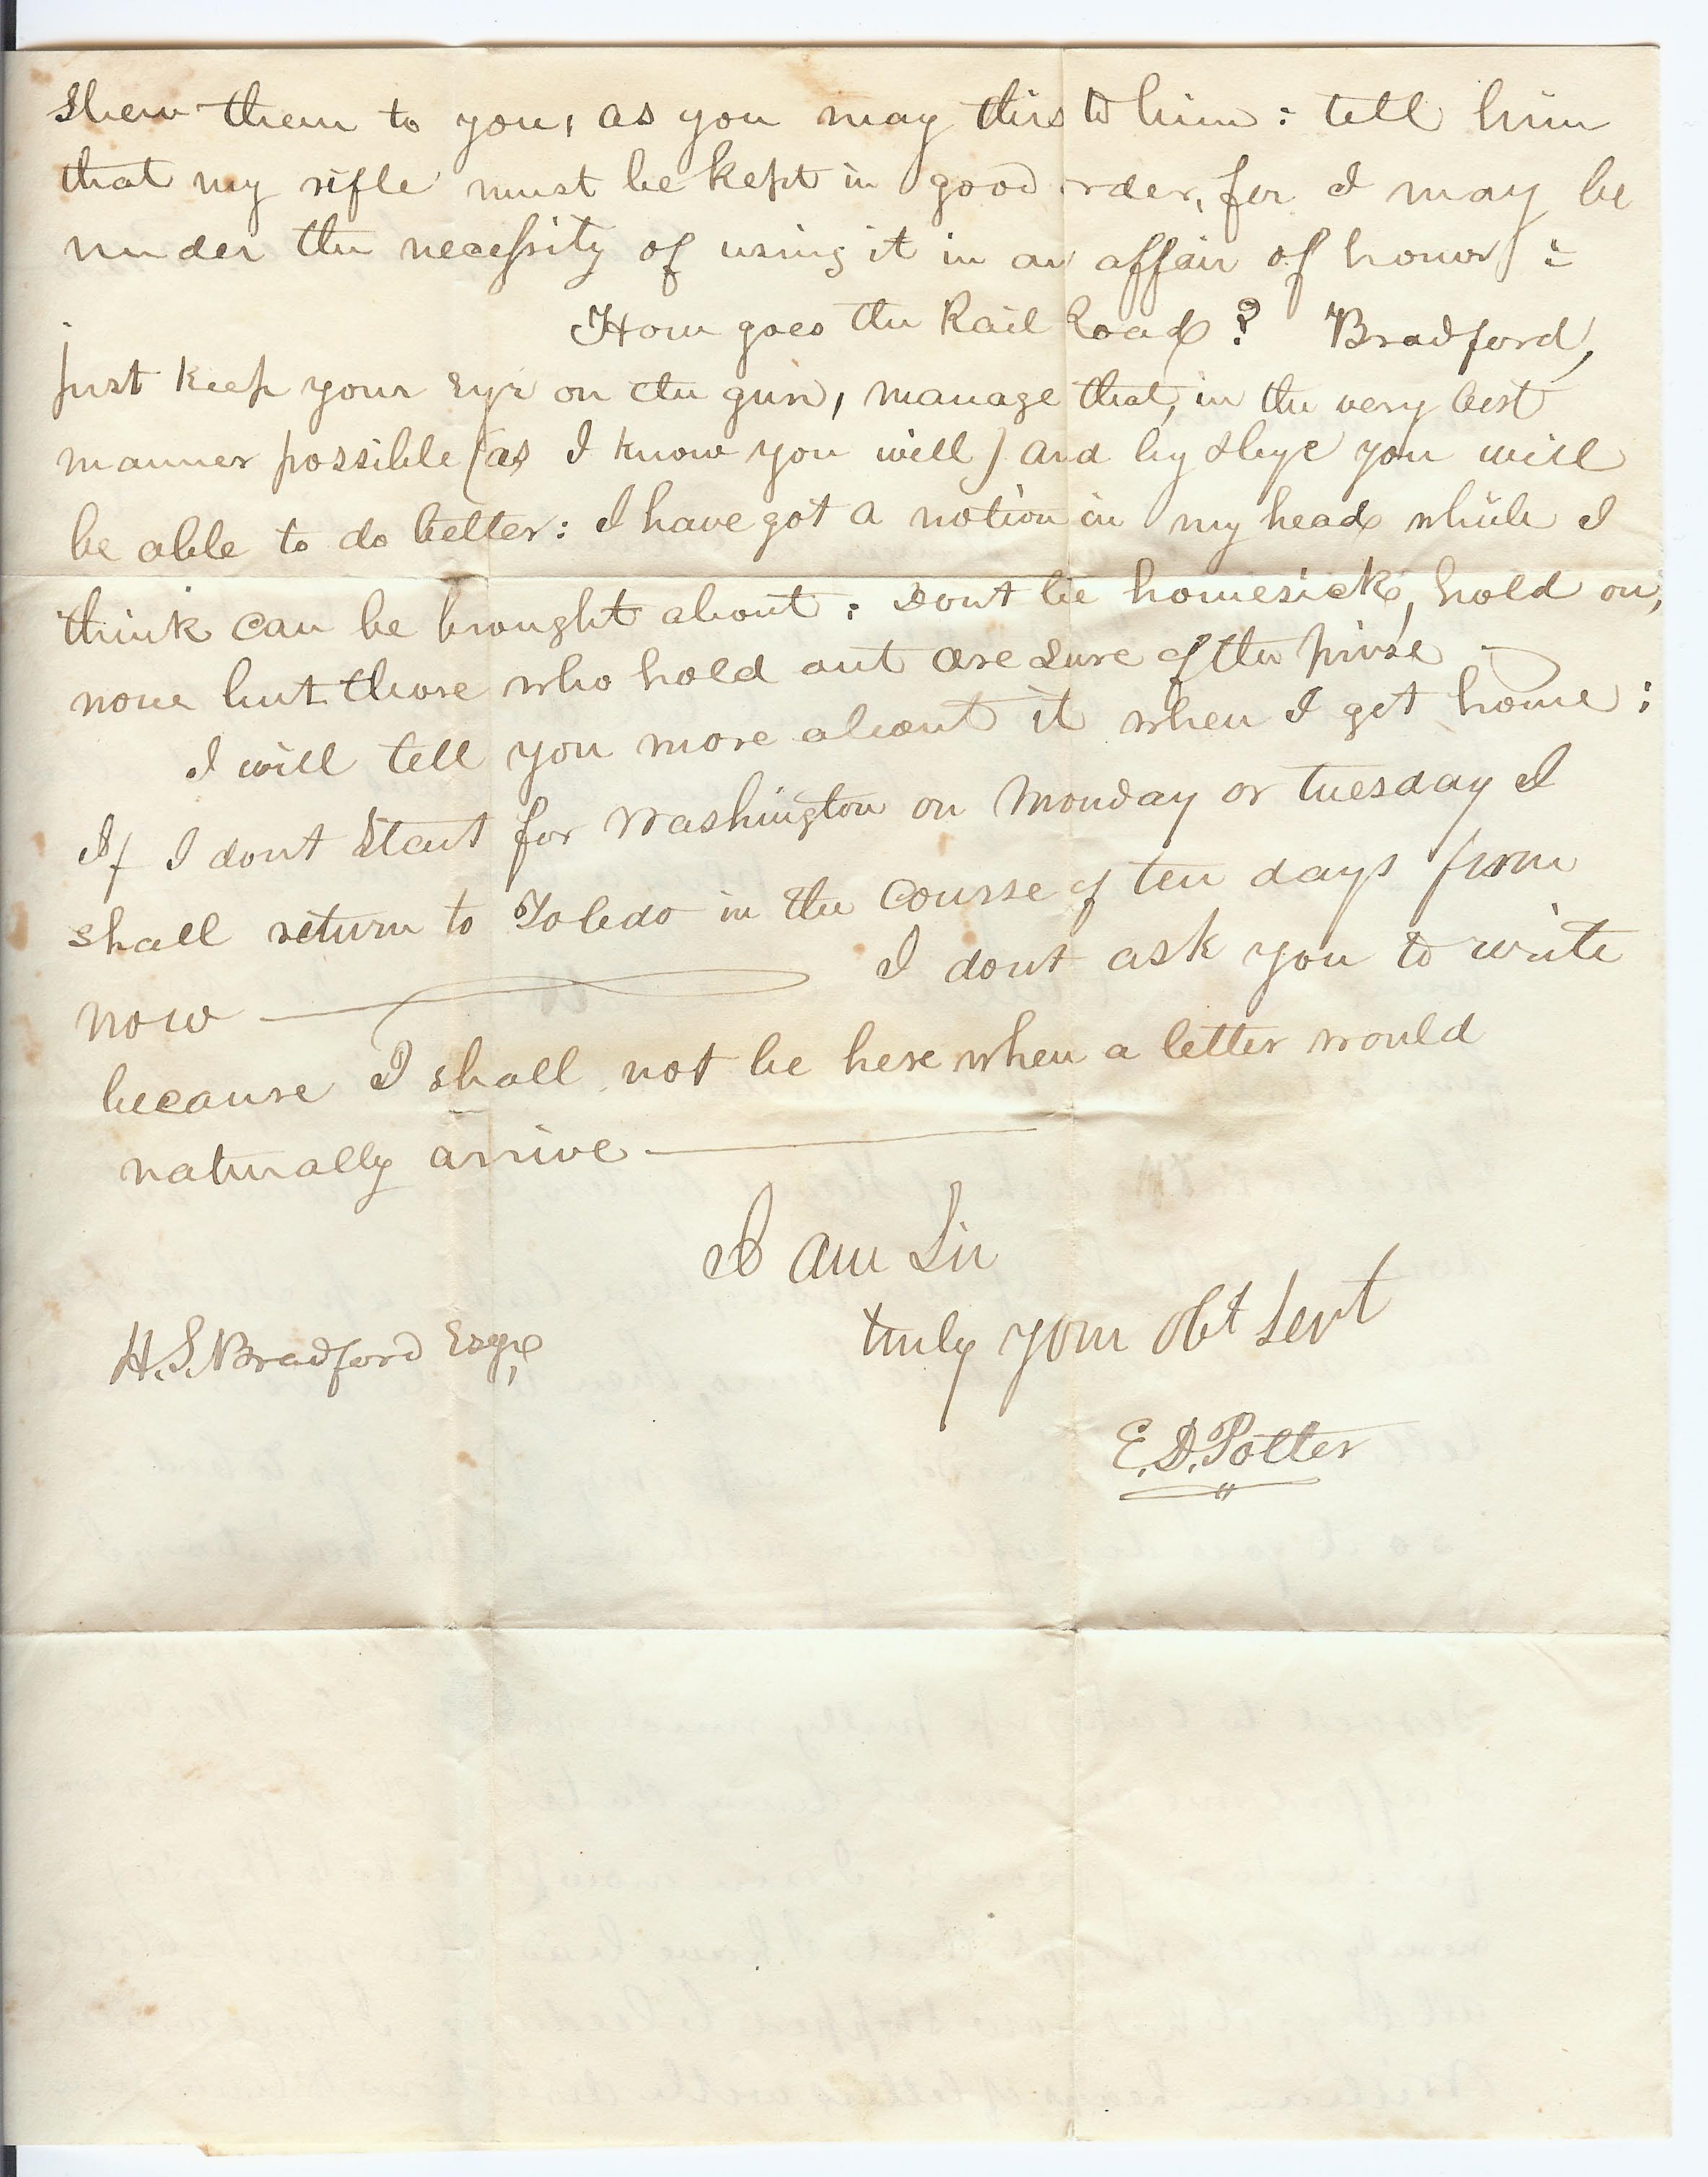 Shew them to you, as you may this to him : tell him
that my rifle must be kept in good order, for I may be
under the necessity of using it in an affair of honor :
How goes the Rail Road ? Bradford,
just keep your eye on the gun, manage that, in the very best
manner possible (as I know you will) and by & bye you will
be able to do better : I have got a notion in my head which I
think can be brought about : Dont be homesick, hold on,
none but those who hold out are sure of the prise —
I will tell you more about it when I get home :
If I dont Start for Washington on Monday or Tuesday I
shall return to Toledo in the course of ten days from
now — I dont ask you to write
because I shall not be here when a letter would
naturally arrive —
I am Sir
truly your obt Servt
H. S. Bradford Esqr,
E. D. Potter